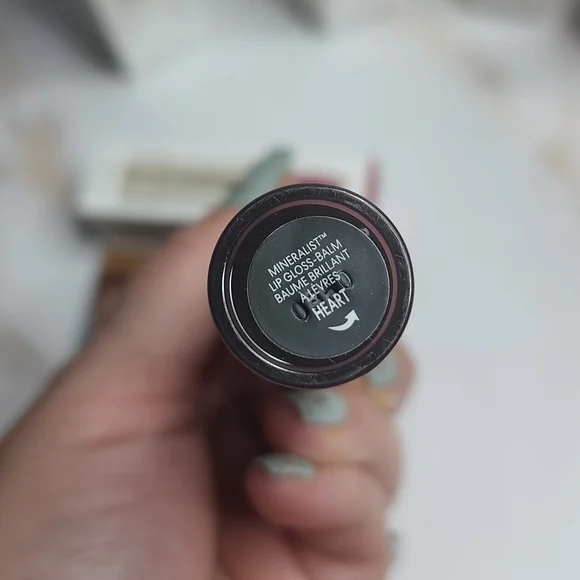 MINERALIST™
LIP GLOSS-BALM
BAUME BRILLANT
À LÈVRES
HEART